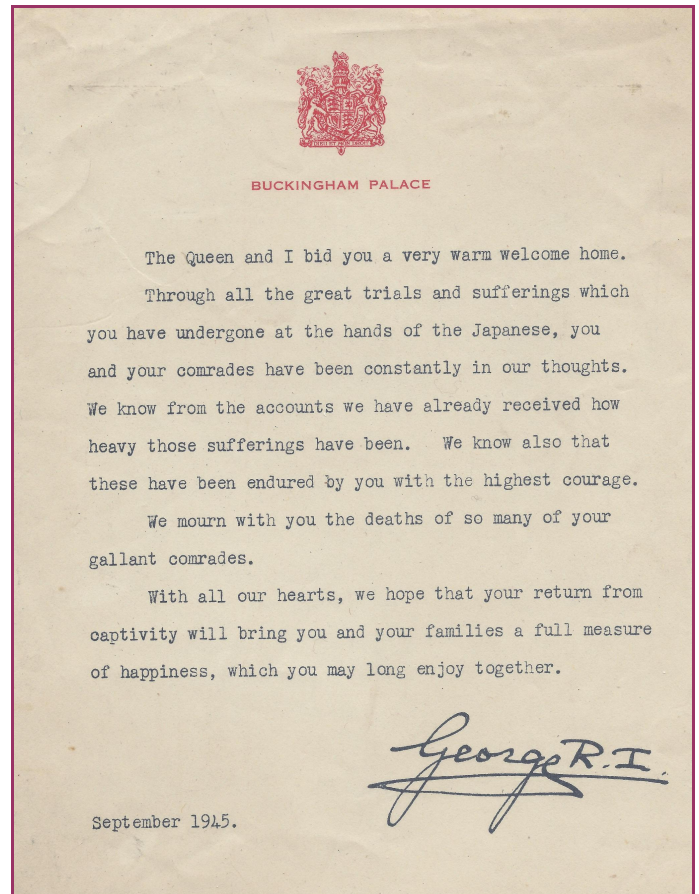 BUCKINGHAM PALACE
The Queen and I bid you a very warm welcome home.
Through all the great trials and sufferings which
you have undergone at the hands of the Japanese, you
and your comrades have been constantly in our thoughts.
We know from the accounts we have already received how
heavy those sufferings have been. We know also that
these have been endured by you with the highest courage.
We mourn with you the deaths of so many of your
gallant comrades.
With all our hearts, we hope that your return from
captivity will bring you and your families a full measure
of happiness, which you may long enjoy together.
George R.I.
September 1945.